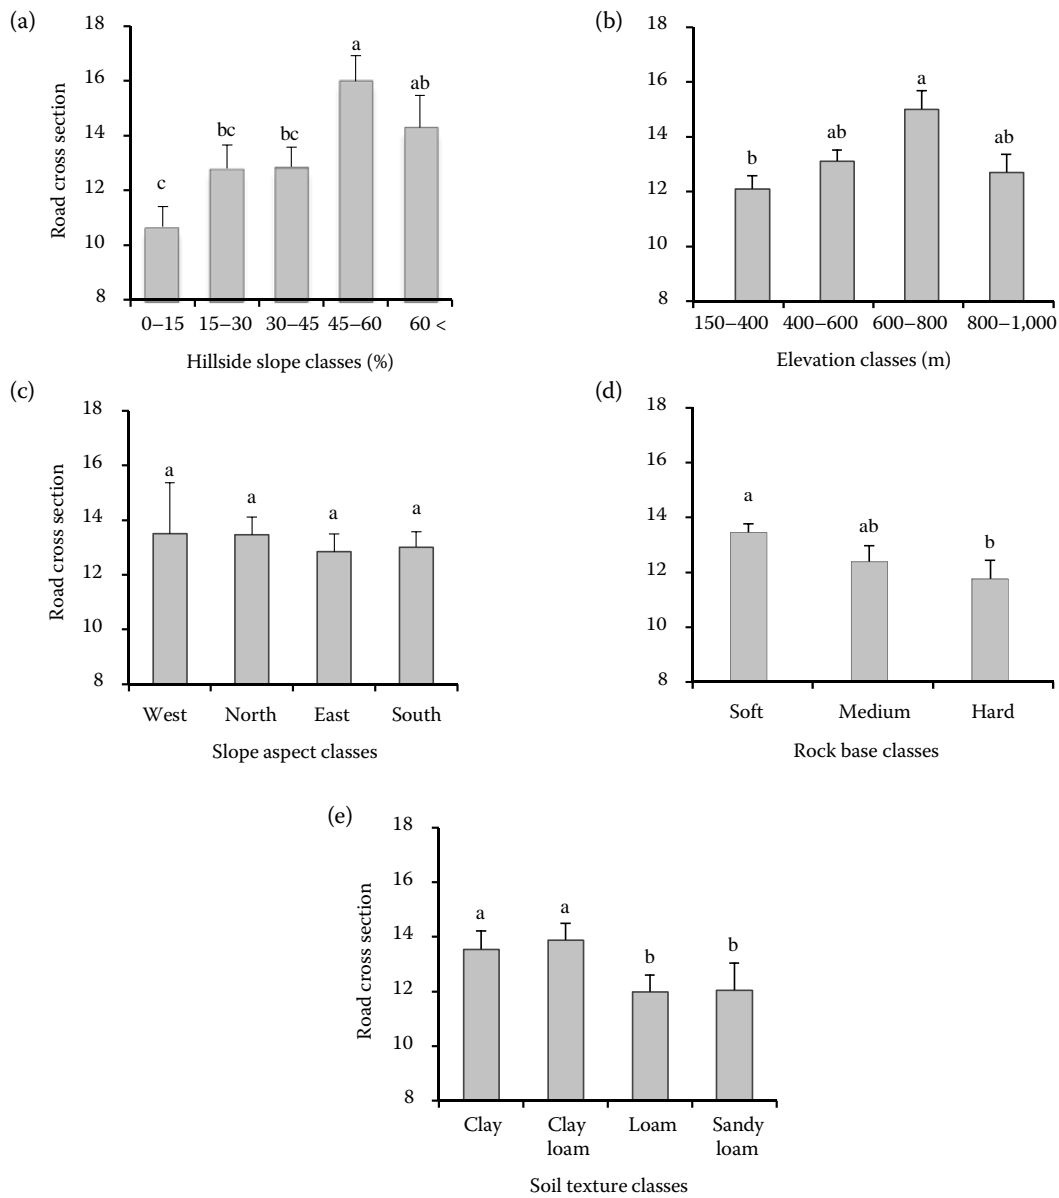 (a)
18
16
14
12
10
8
Road cross section
c
bc
bc
a
ab
0–15 15–30 30–45 45–60 60 <
Hillside slope classes (%)
(b)
18
16
14
12
10
8
b
ab
a
ab
150–400 400–600 600–800 800–1,000
Elevation classes (m)
(c)
18
16
14
12
10
8
Road cross section
a
a
a
a
West North East South
Slope aspect classes
(d)
18
16
14
12
10
8
a
ab
b
Soft Medium Hard
Rock base classes
(e)
18
16
14
12
10
8
Road cross section
a
a
b
b
Clay Clay loam Loam Sandy loam
Soil texture classes